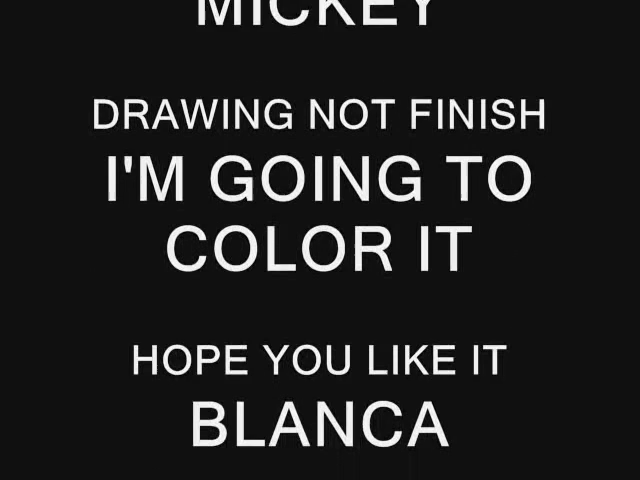 MICKEY
DRAWING NOT FINISH
I'M GOING TO
COLOR IT
HOPE YOU LIKE IT
BLANCA